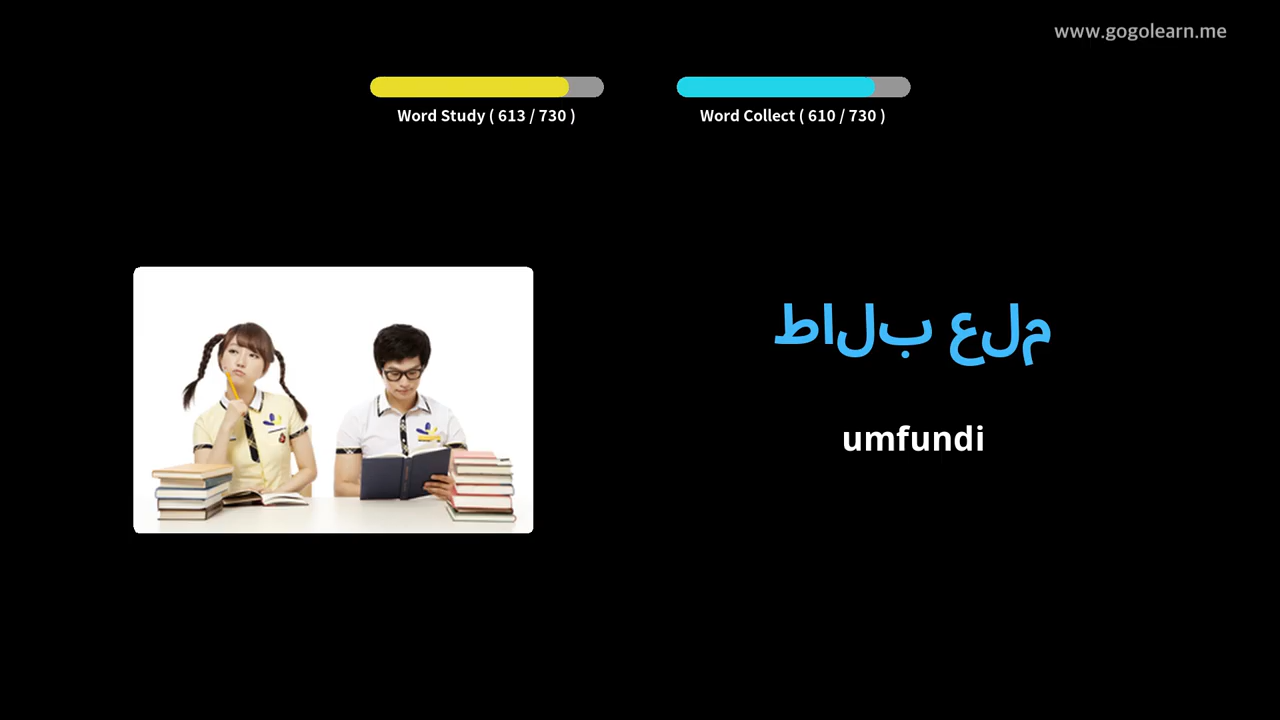 www.gogolearn.me
Word Study ( 613 / 730 )
Word Collect ( 610 / 730 )
طالب علم
umfundi